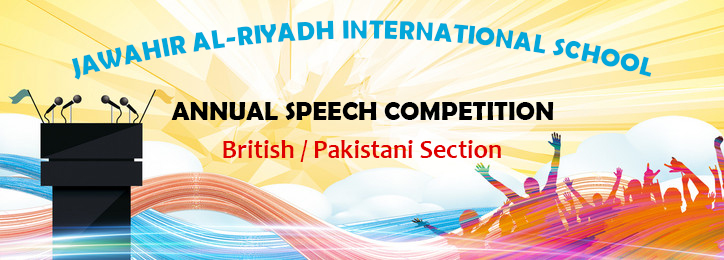 JAWAHIR AL-RIYADH INTERNATIONAL SCHOOL
ANNUAL SPEECH COMPETITION
British / Pakistani Section